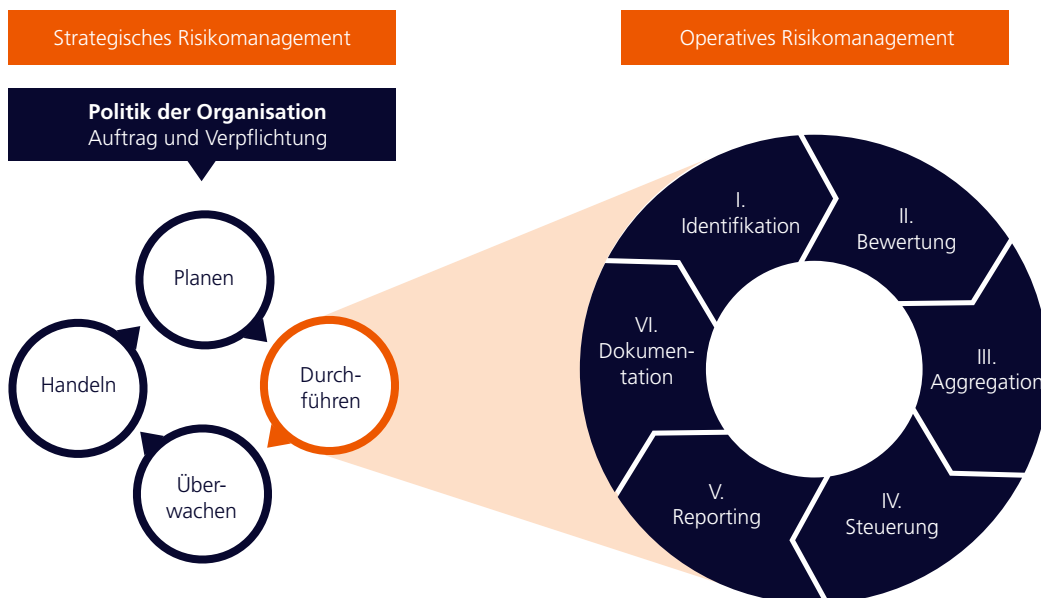 Strategisches Risikomanagement
Operatives Risikomanagement
Politik der Organisation
Auftrag und Verpflichtung
Planen
Durch-
führen
Über-
wachen
Handeln
I.
Identifikation
II.
Bewertung
III.
Aggregation
IV.
Steuerung
V.
Reporting
VI.
Dokumen-
tation